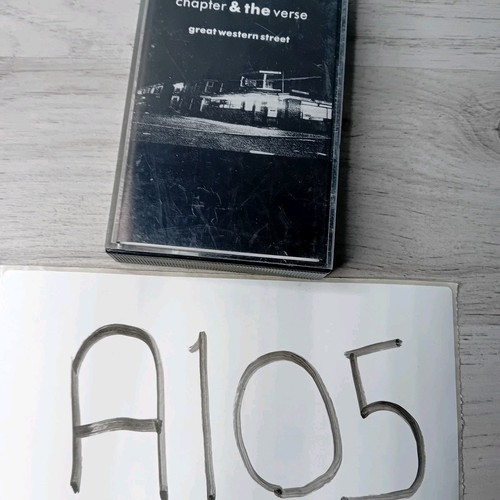 chapter & the verse
great western street
A105